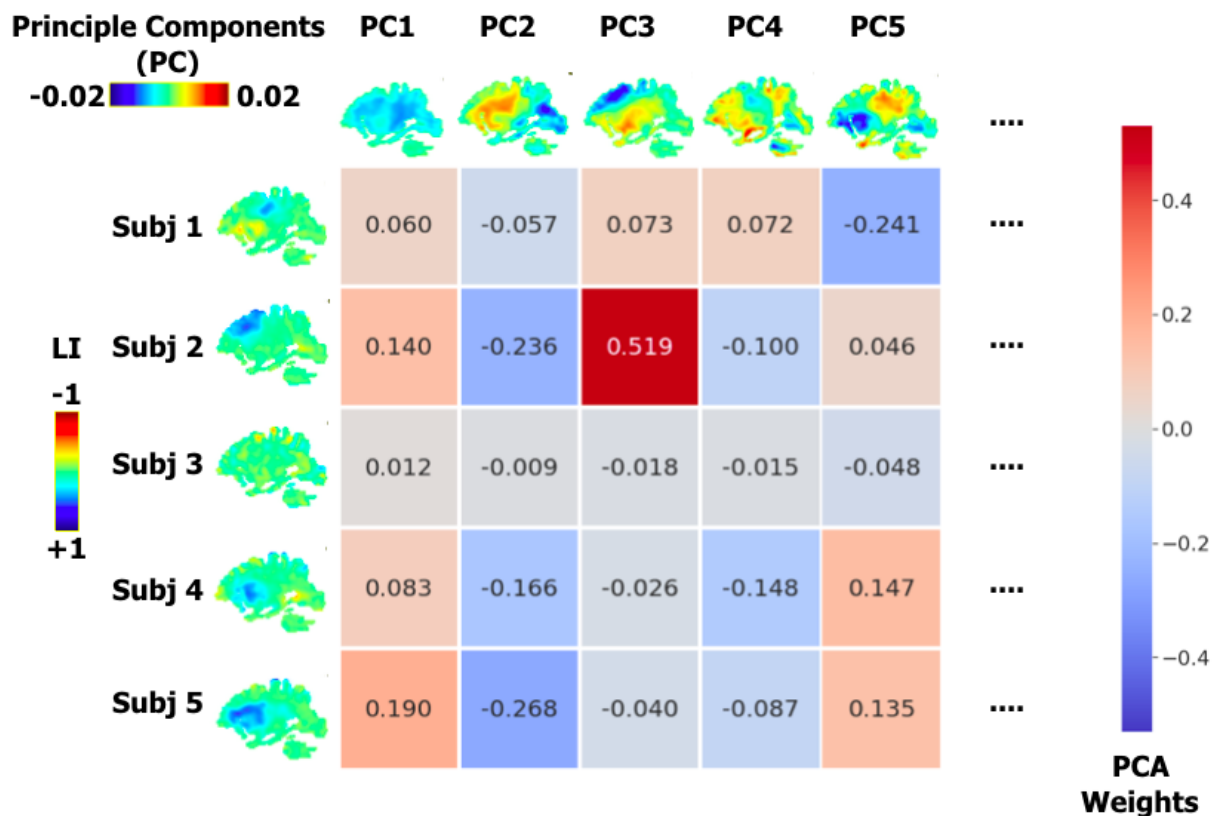 Principle Components
(PC)
-0.02 0.02
PC1 PC2 PC3 PC4 PC5
....
Subj 1 0.060 -0.057 0.073 0.072 -0.241 ....
Subj 2 0.140 -0.236 0.519 -0.100 0.046 ....
Subj 3 0.012 -0.009 -0.018 -0.015 -0.048 ....
Subj 4 0.083 -0.166 -0.026 -0.148 0.147 ....
Subj 5 0.190 -0.268 -0.040 -0.087 0.135 ....
LI
-1
+1
0.4
0.2
0.0
−0.2
−0.4
PCA
Weights